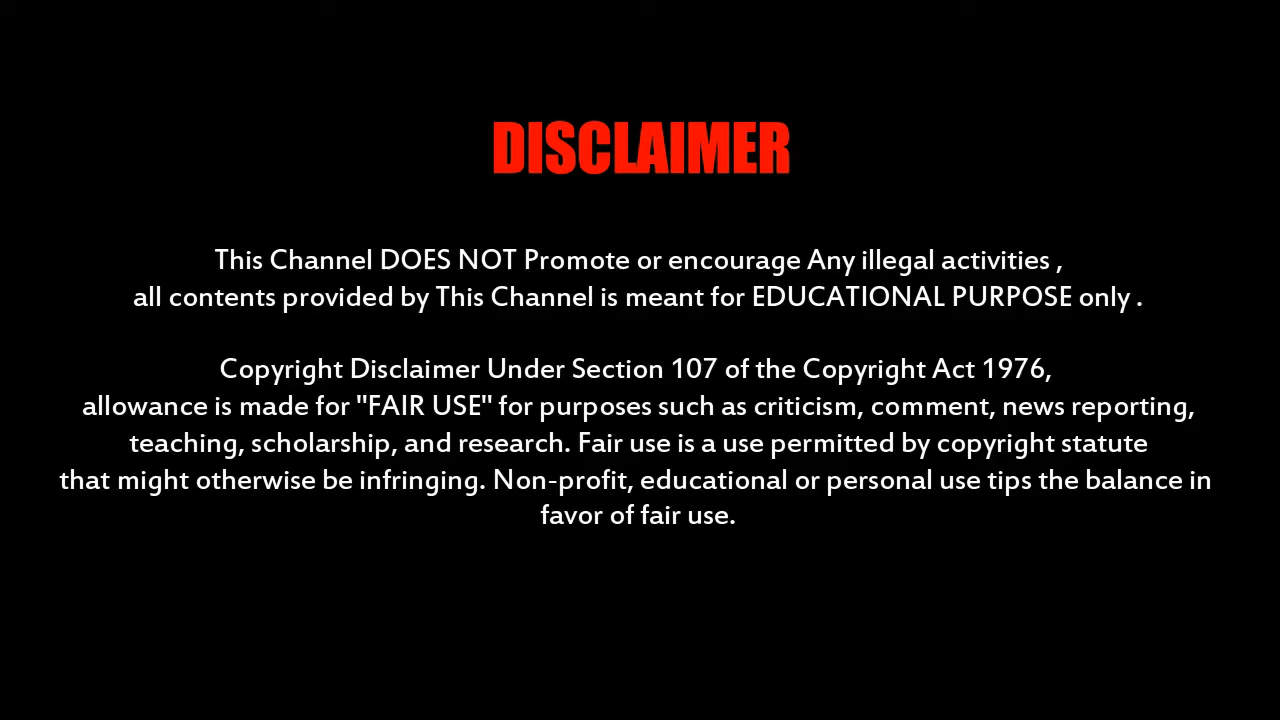 DISCLAIMER
This Channel DOES NOT Promote or encourage Any illegal activities ,
all contents provided by This Channel is meant for EDUCATIONAL PURPOSE only .
Copyright Disclaimer Under Section 107 of the Copyright Act 1976,
allowance is made for "FAIR USE" for purposes such as criticism, comment, news reporting,
teaching, scholarship, and research. Fair use is a use permitted by copyright statute
that might otherwise be infringing. Non-profit, educational or personal use tips the balance in
favor of fair use.